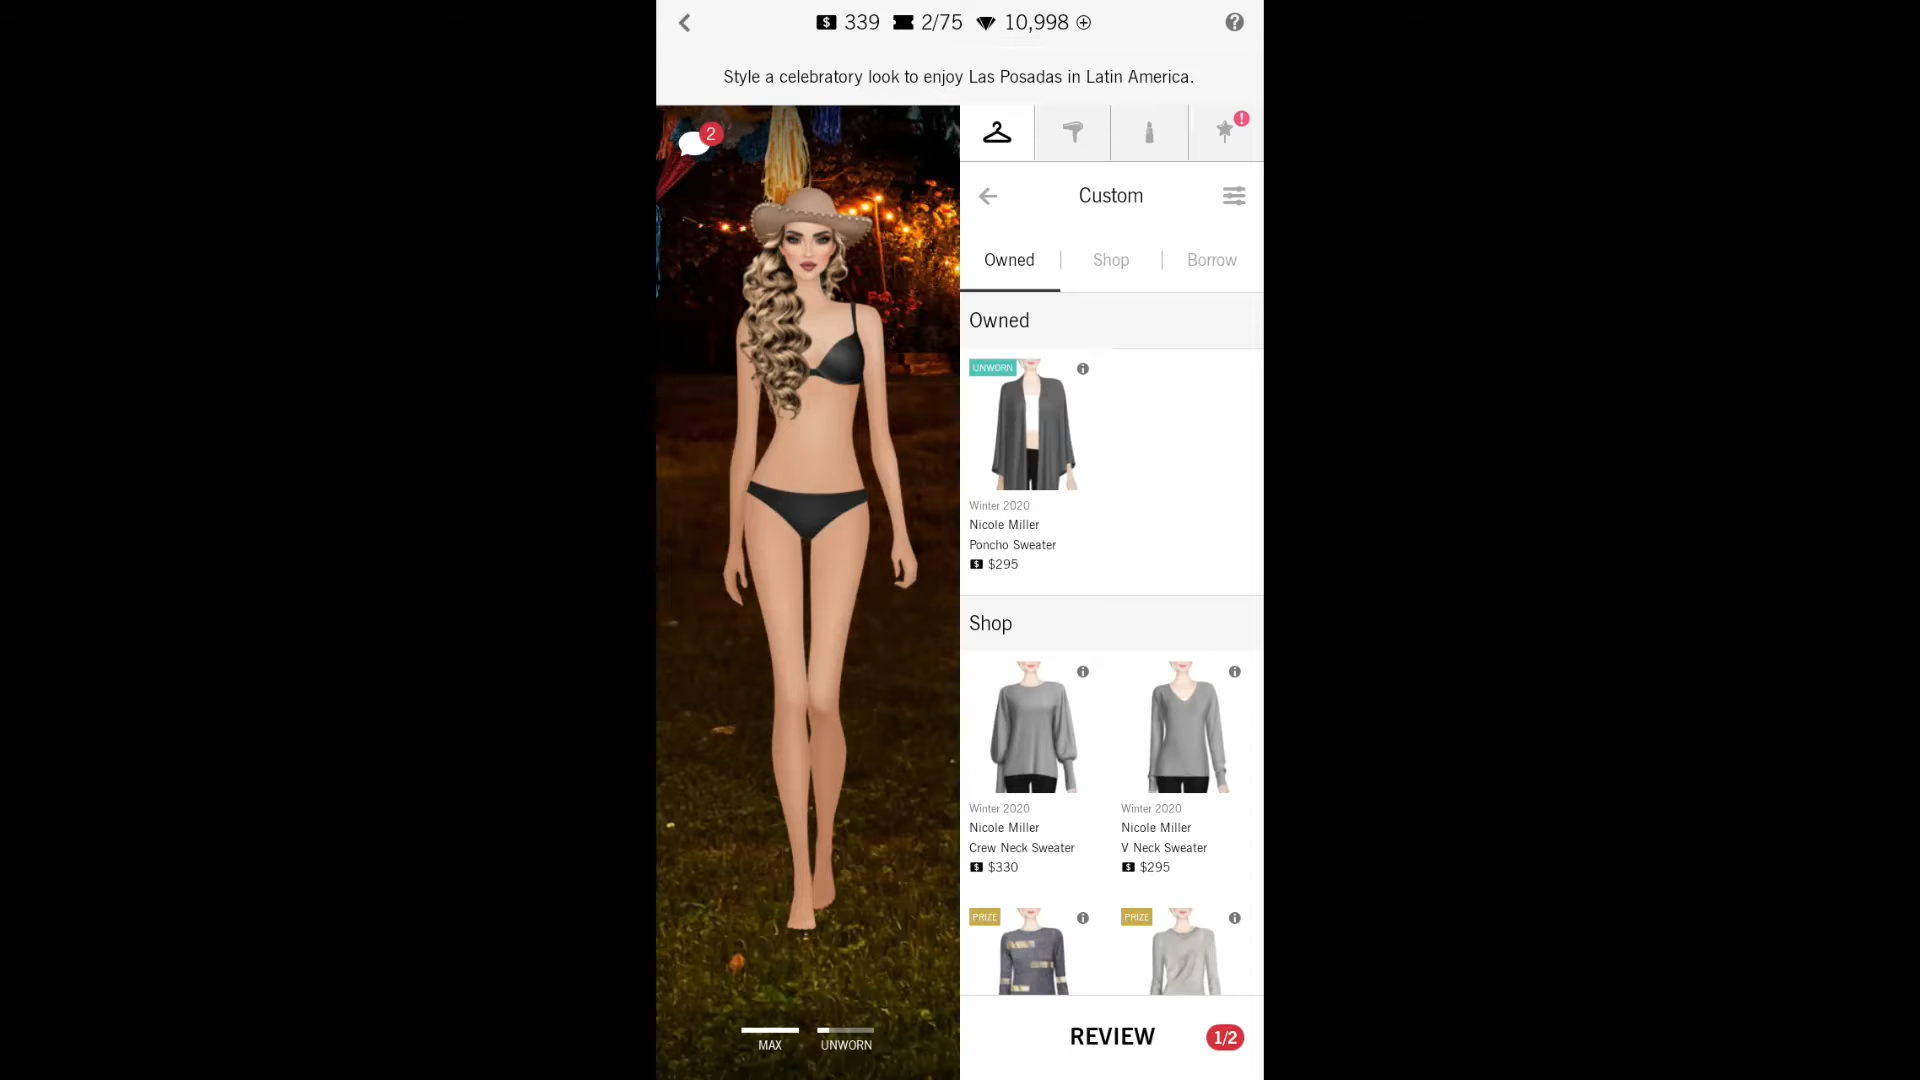 339 2/75 10,998
Style a celebratory look to enjoy Las Posadas in Latin America.
2
!
Custom
Owned Shop Borrow
Owned
UNWORN
Winter 2020
Nicole Miller
Poncho Sweater
$295
Shop
Winter 2020
Nicole Miller
Crew Neck Sweater
$330
Winter 2020
Nicole Miller
V Neck Sweater
$295
PRIZE
PRIZE
MAX
UNWORN
REVIEW 1/2